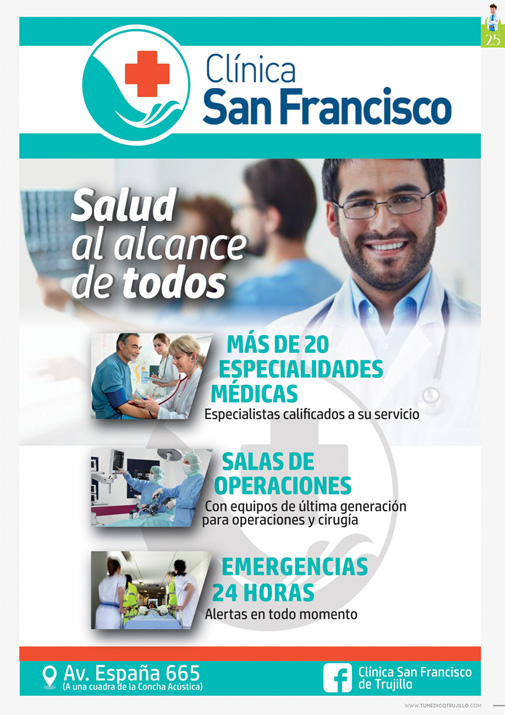 25
Clínica
San Francisco
Salud
al alcance
de todos
MÁS DE 20
ESPECIALIDADES
MÉDICAS
Especialistas calificados a su servicio
SALAS DE
OPERACIONES
Con equipos de última generación
para operaciones y cirugía
EMERGENCIAS
24 HORAS
Alertas en todo momento
Av. España 665
(A una cuadra de la Concha Acústica)
f
Clínica San Francisco
de Trujillo
WWW.TUMEDICOTRUJILLO.COM